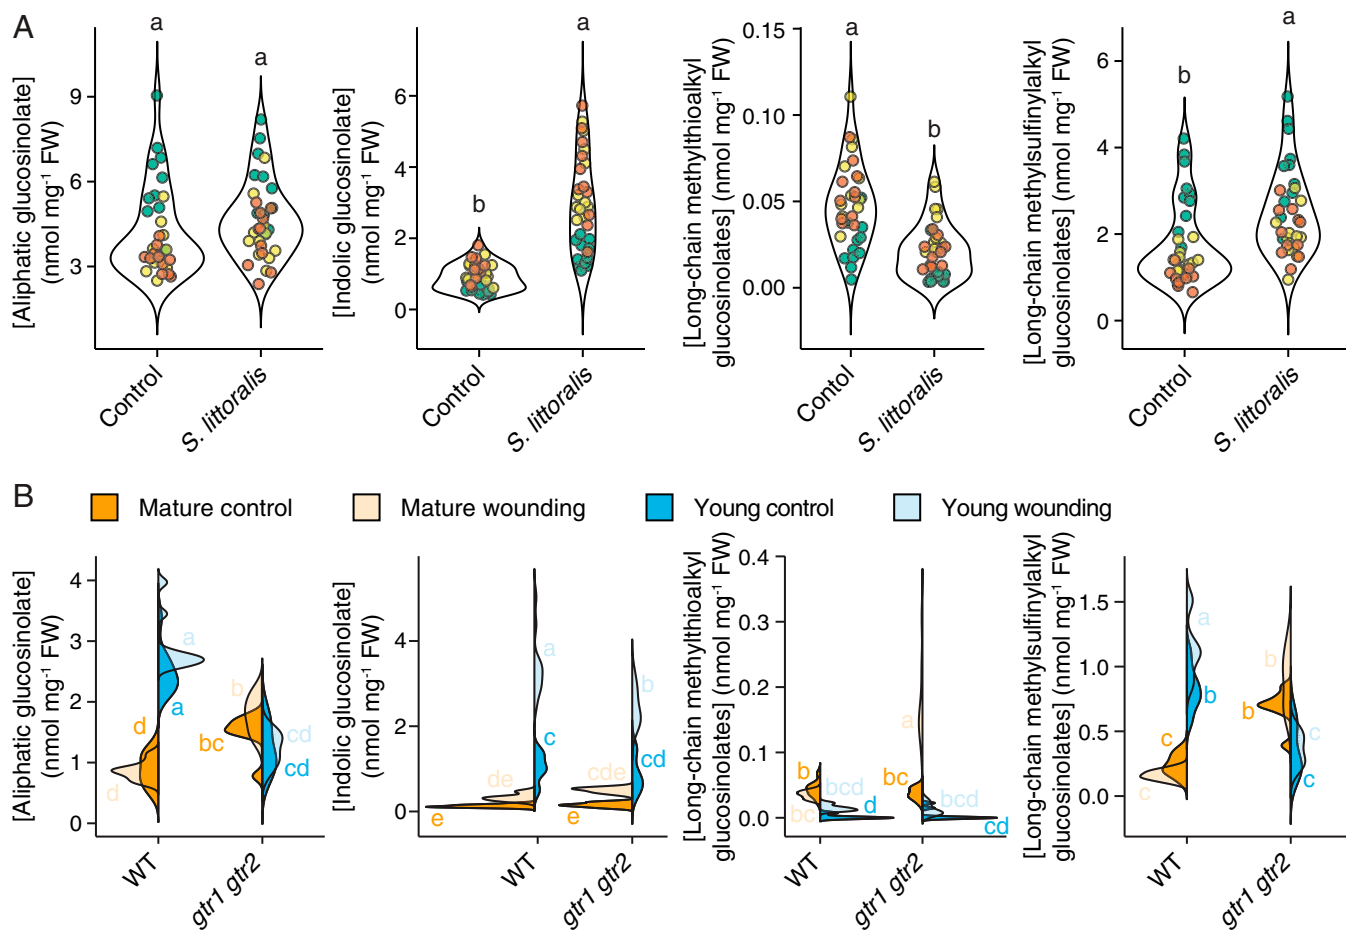 A
[Aliphatic glucosinolate]
(nmol mg⁻¹ FW)
9
6
3
a
a
Control
S. littoralis
[Indolic glucosinolate]
(nmol mg⁻¹ FW)
6
4
2
0
b
a
Control
S. littoralis
[Long-chain methylthioalkyl
glucosinolates] (nmol mg⁻¹ FW)
0.15
0.10
0.05
0.00
a
b
Contol
S. littoralis
[Long-chain methylsulfinylalky
glucosinolates] (nmol mg⁻¹ FW)
6
4
2
0
b
a
Control
S. littoralis
B
Mature control
Mature wounding
Young control
Young wounding
[Aliphatic glucosinolate]
(nmol mg⁻¹ FW)
4
3
2
1
0
d
d
a
a
b
bc
cd
cd
WT
gtr1 gtr2
[Indolic glucosinolate]
(nmol mg⁻¹ FW)
4
2
0
e
de
a
c
cde
e
b
cd
WT
gtr1 gtr2
[Long-chain methylthioalkyl
glucosinolates] (nmol mg⁻¹ FW)
0.4
0.3
0.2
0.1
0.0
b
bc
bcd
d
a
bc
bcd
cd
WT
gtr1 gtr2
[Long-chain methylsulfinylalkyl
glucosinolates] (nmol mg⁻¹ FW)
1.5
1.0
0.5
0.0
c
c
a
b
b
b
c
c
WT
gtr1 gtr2